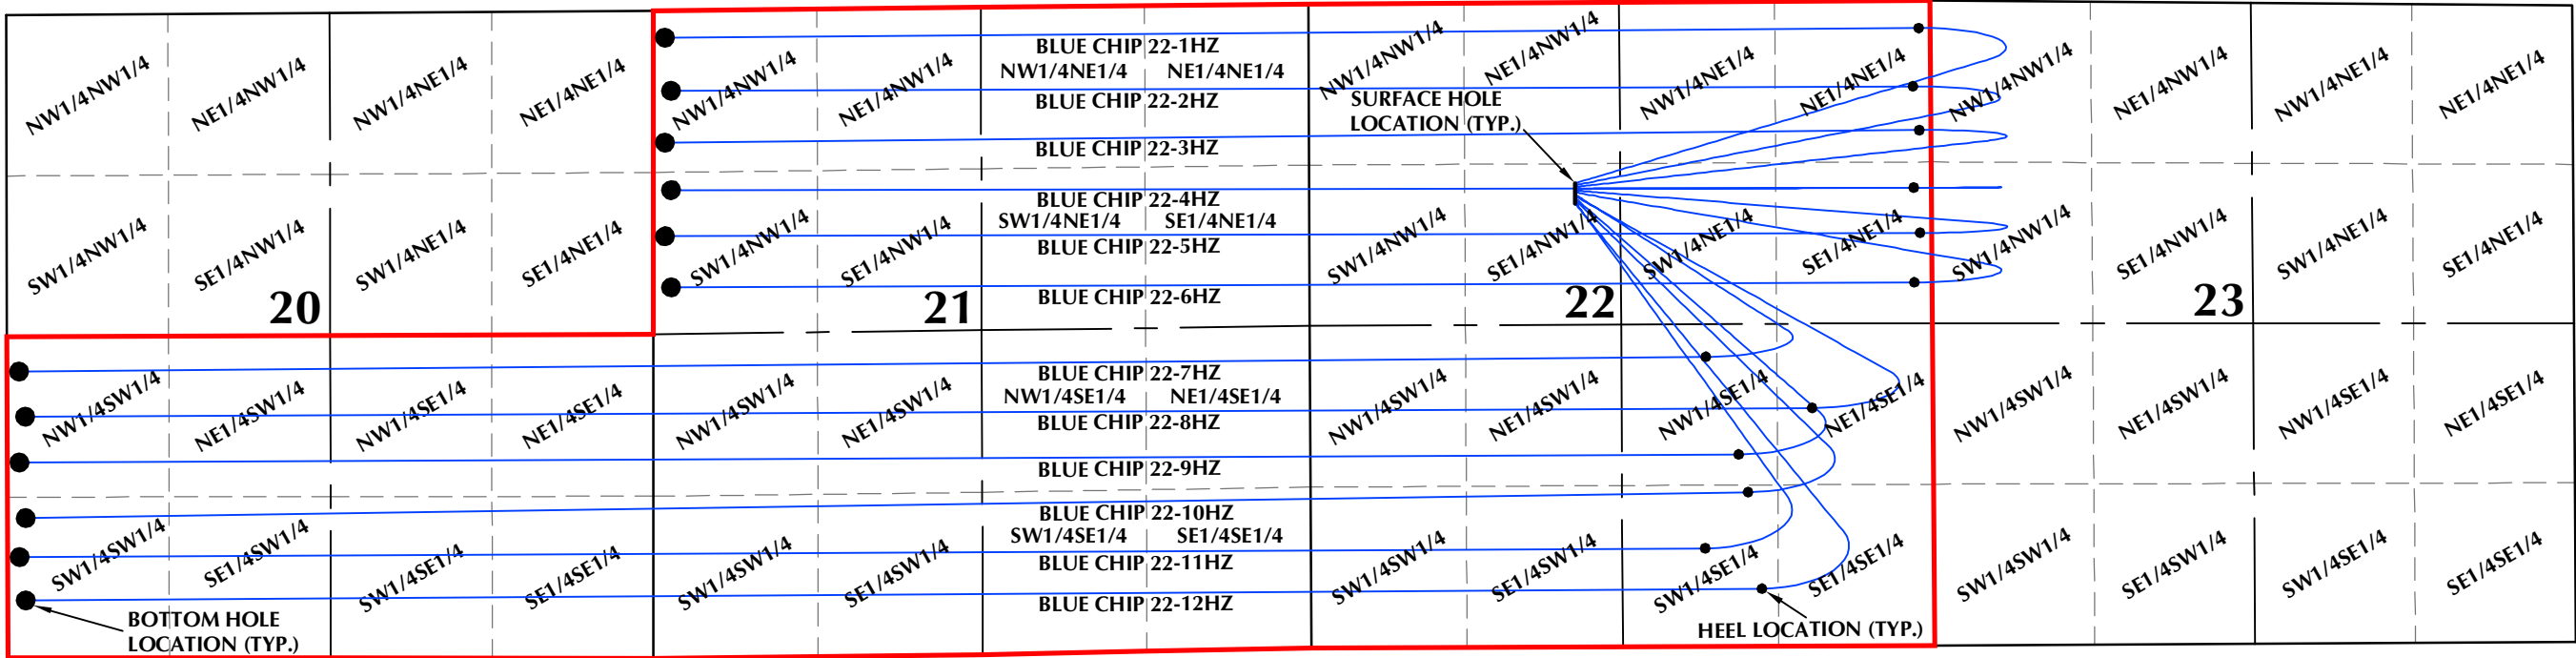 NW1/4NW1/4
NE1/4NW1/4
NW1/4NE1/4
NE1/4NE1/4
NW1/4NW1/4
NE1/4NW1/4
BLUE CHIP 22-1HZ
NW1/4NE1/4 NE1/4NE1/4
BLUE CHIP 22-2HZ
NW1/4NW1/4
NE1/4NW1/4
NW1/4NE1/4
NE1/4NE1/4
NW1/4NW1/4
NE1/4NW1/4
NW1/4NE1/4
NE1/4NE1/4
SURFACE HOLE
LOCATION (TYP.)
BLUE CHIP 22-3HZ
SW1/4NW1/4
SE1/4NW1/4
SW1/4NE1/4
SE1/4NE1/4
SW1/4NW1/4
SE1/4NW1/4
BLUE CHIP 22-4HZ
SW1/4NE1/4 SE1/4NE1/4
BLUE CHIP 22-5HZ
SW1/4NW1/4
SE1/4NW1/4
SW1/4NE1/4
SE1/4NE1/4
SW1/4NW1/4
SE1/4NW1/4
SW1/4NE1/4
SE1/4NE1/4
BLUE CHIP 22-6HZ
20
21
22
23
BLUE CHIP 22-7HZ
NW1/4SW1/4
NE1/4SW1/4
NW1/4SE1/4
NE1/4SE1/4
NW1/4SW1/4
NE1/4SW1/4
NW1/4SE1/4 NE1/4SE1/4
BLUE CHIP 22-8HZ
NW1/4SW1/4
NE1/4SW1/4
NW1/4SE1/4
NE1/4SE1/4
NW1/4SW1/4
NE1/4SW1/4
NW1/4SE1/4
NE1/4SE1/4
BLUE CHIP 22-9HZ
BLUE CHIP 22-10HZ
SW1/4SW1/4
SE1/4SW1/4
SW1/4SE1/4
SE1/4SE1/4
SW1/4SW1/4
SE1/4SW1/4
SW1/4SE1/4 SE1/4SE1/4
BLUE CHIP 22-11HZ
SW1/4SW1/4
SE1/4SW1/4
SW1/4SE1/4
SE1/4SE1/4
SW1/4SW1/4
SE1/4SW1/4
SW1/4SE1/4
SE1/4SE1/4
BLUE CHIP 22-12HZ
BOTTOM HOLE
LOCATION (TYP.)
HEEL LOCATION (TYP.)